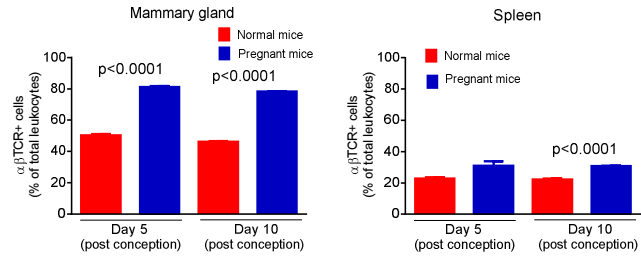 Mammary gland
Normal mice
Pregnant mice
p<0.0001
p<0.0001
αβTCR+ cells
(% of total leukocytes)
100
80
60
40
20
0
Day 5
(post conception)
Day 10
(post conception)
Spleen
Normal mice
Pregnant mice
p<0.0001
αβTCR+ cells
(% of total leukocytes)
100
80
60
40
20
0
Day 5
(post conception)
Day 10
(post conception)